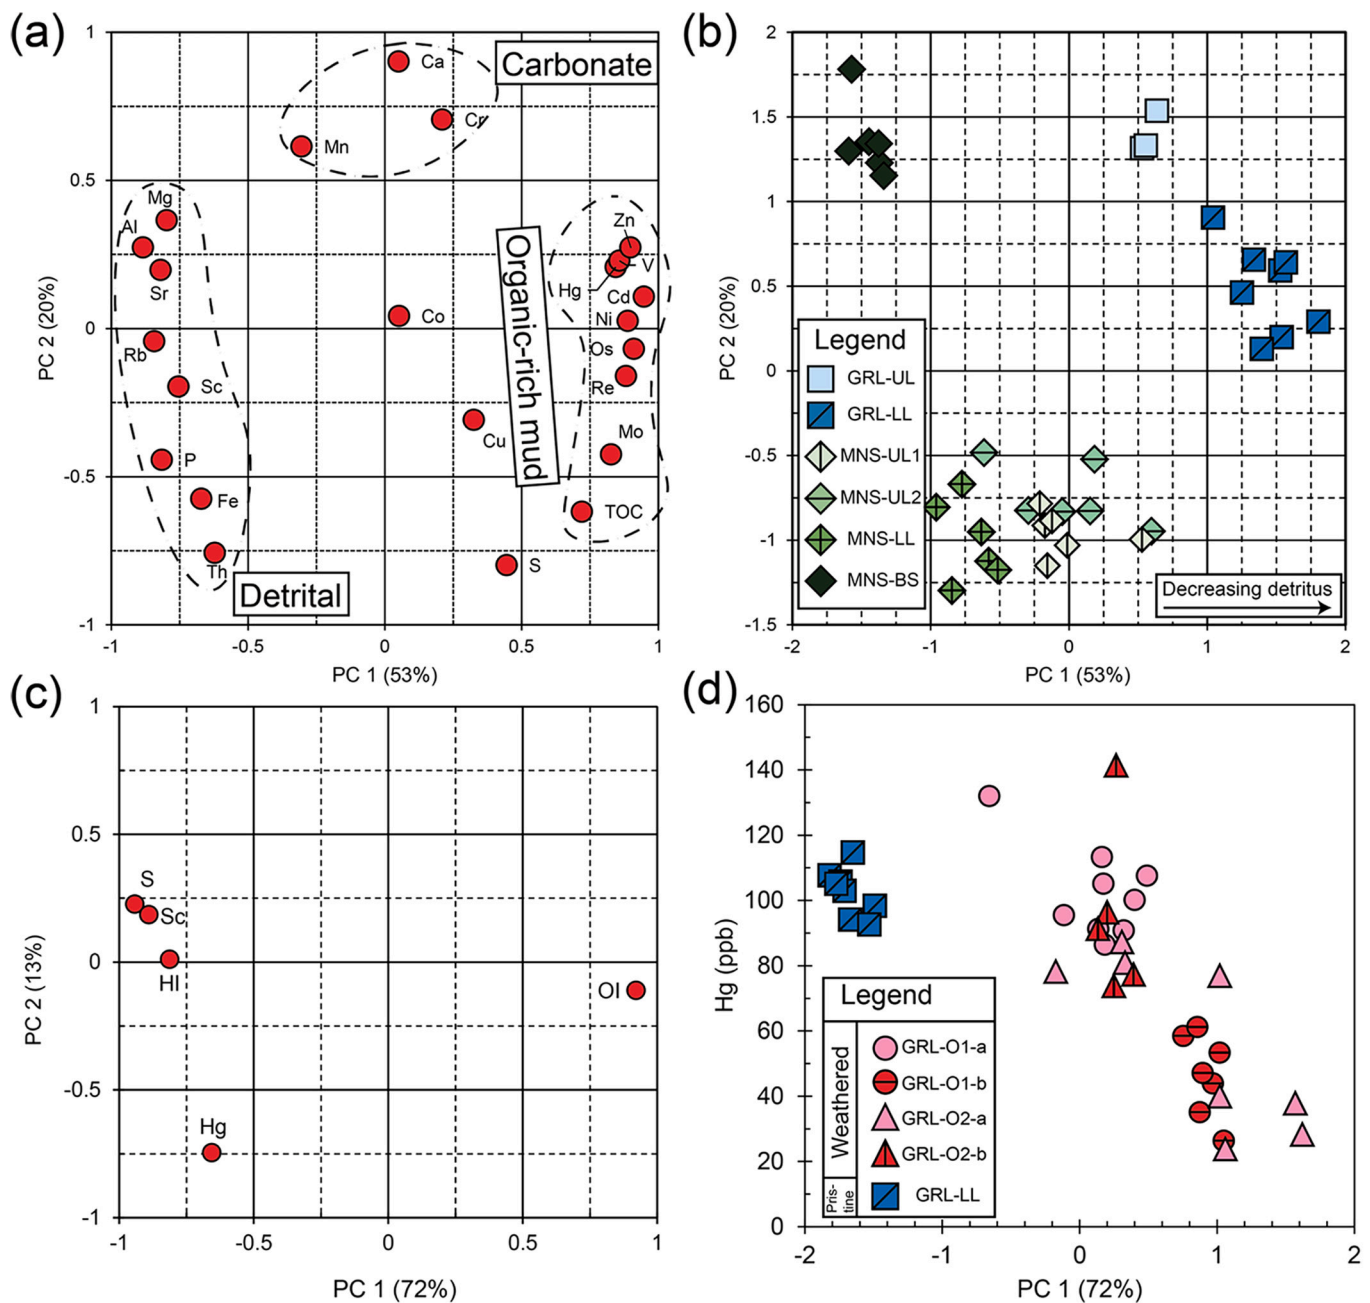 (a)
1
0.5
0
-0.5
-1
-1
-0.5
0
0.5
1
PC 2 (20%)
PC 1 (53%)
Carbonate
Ca
Cr
Mn
Mg
Al
Sr
Rb
Sc
P
Fe
Th
Detrital
Co
Cu
S
Organic-rich mud
Zn
V
Hg
Cd
Ni
Os
Re
Mo
TOC
(b)
2
1.5
1
0.5
0
-0.5
-1
-1.5
-2
-1
0
1
2
PC 2 (20%)
PC 1 (53%)
Legend
GRL-UL
GRL-LL
MNS-UL1
MNS-UL2
MNS-LL
MNS-BS
Decreasing detritus
(c)
1
0.5
0
-0.5
-1
-1
-0.5
0
0.5
1
PC 2 (13%)
PC 1 (72%)
S
Sc
HI
OI
Hg
(d)
160
140
120
100
80
60
40
20
0
-2
-1
0
1
2
Hg (ppb)
PC 1 (72%)
Legend
Weathered
GRL-O1-a
GRL-O1-b
GRL-O2-a
GRL-O2-b
Pris-
tine
GRL-LL